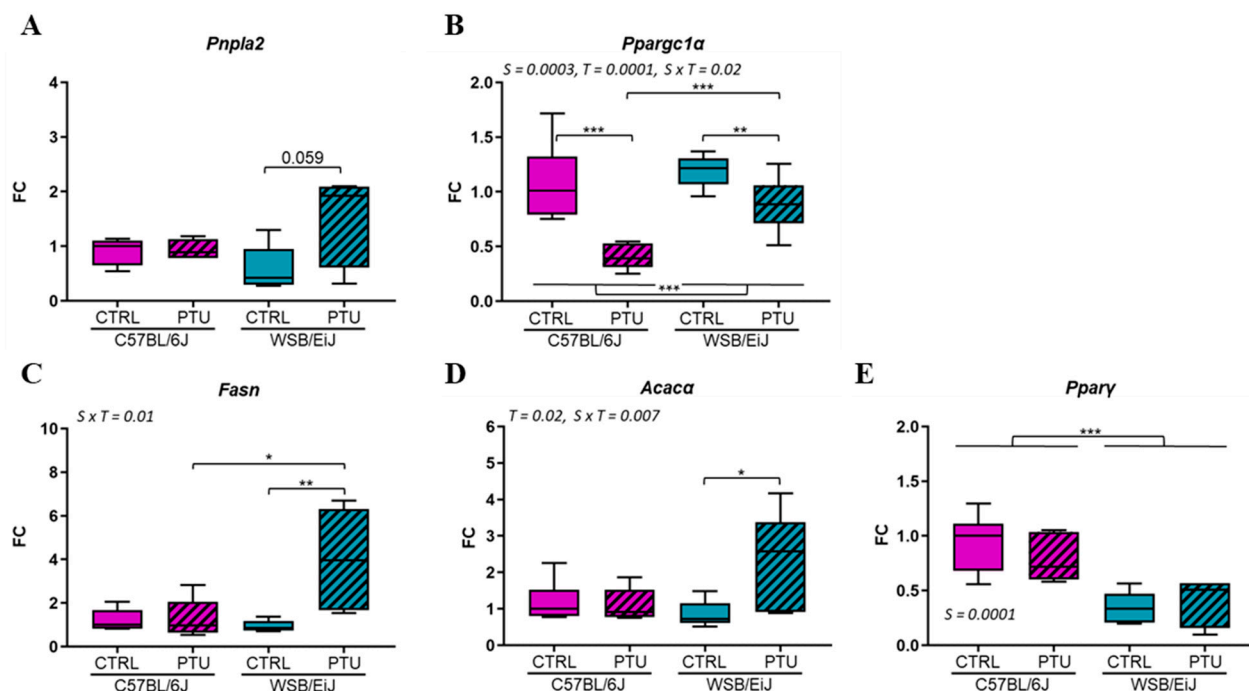 A
Pnpla2
FC
4
3
2
1
0
0.059
CTRL PTU CTRL PTU
C57BL/6J WSB/EiJ
B
Ppargc1α
S = 0.0003, T = 0.0001, S x T = 0.02
FC
2.0
1.5
1.0
0.5
0.0
***
*** **
***
CTRL PTU CTRL PTU
C57BL/6J WSB/EiJ
C
Fasn
S x T = 0.01
FC
10
8
6
4
2
0
*
**
CTRL PTU CTRL PTU
C57BL/6J WSB/EiJ
D
Acacα
T = 0.02, S x T = 0.007
FC
6
5
4
3
2
1
0
*
CTRL PTU CTRL PTU
C57BL/6J WSB/EiJ
E
Pparγ
FC
2.0
1.5
1.0
0.5
0.0
***
S = 0.0001
CTRL PTU CTRL PTU
C57BL/6J WSB/EiJ